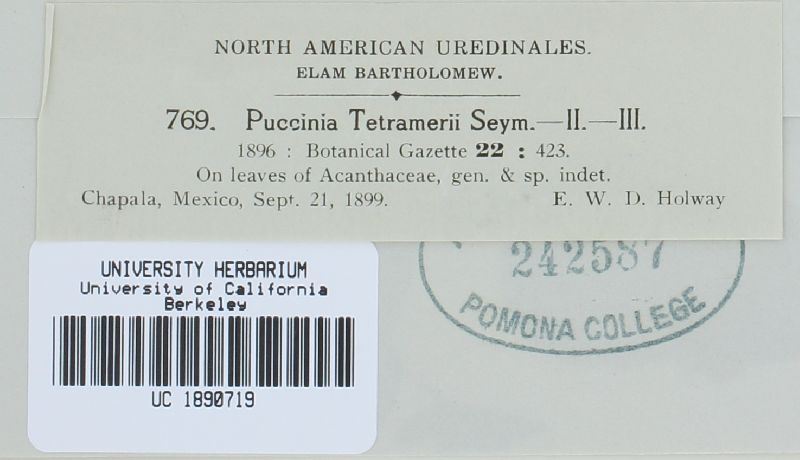 NORTH AMERICAN UREDINALES.
ELAM BARTHOLOMEW.
769. Puccinia Tetramerii Seym.—II.—III.
1896 : Botanical Gazette 22 : 423.
On leaves of Acanthaceae, gen. & sp. indet.
Chapala, Mexico, Sept. 21, 1899. E. W. D. Holway
242587
POMONA COLLEGE
UNIVERSITY HERBARIUM
University of California
Berkeley
UC 1890719